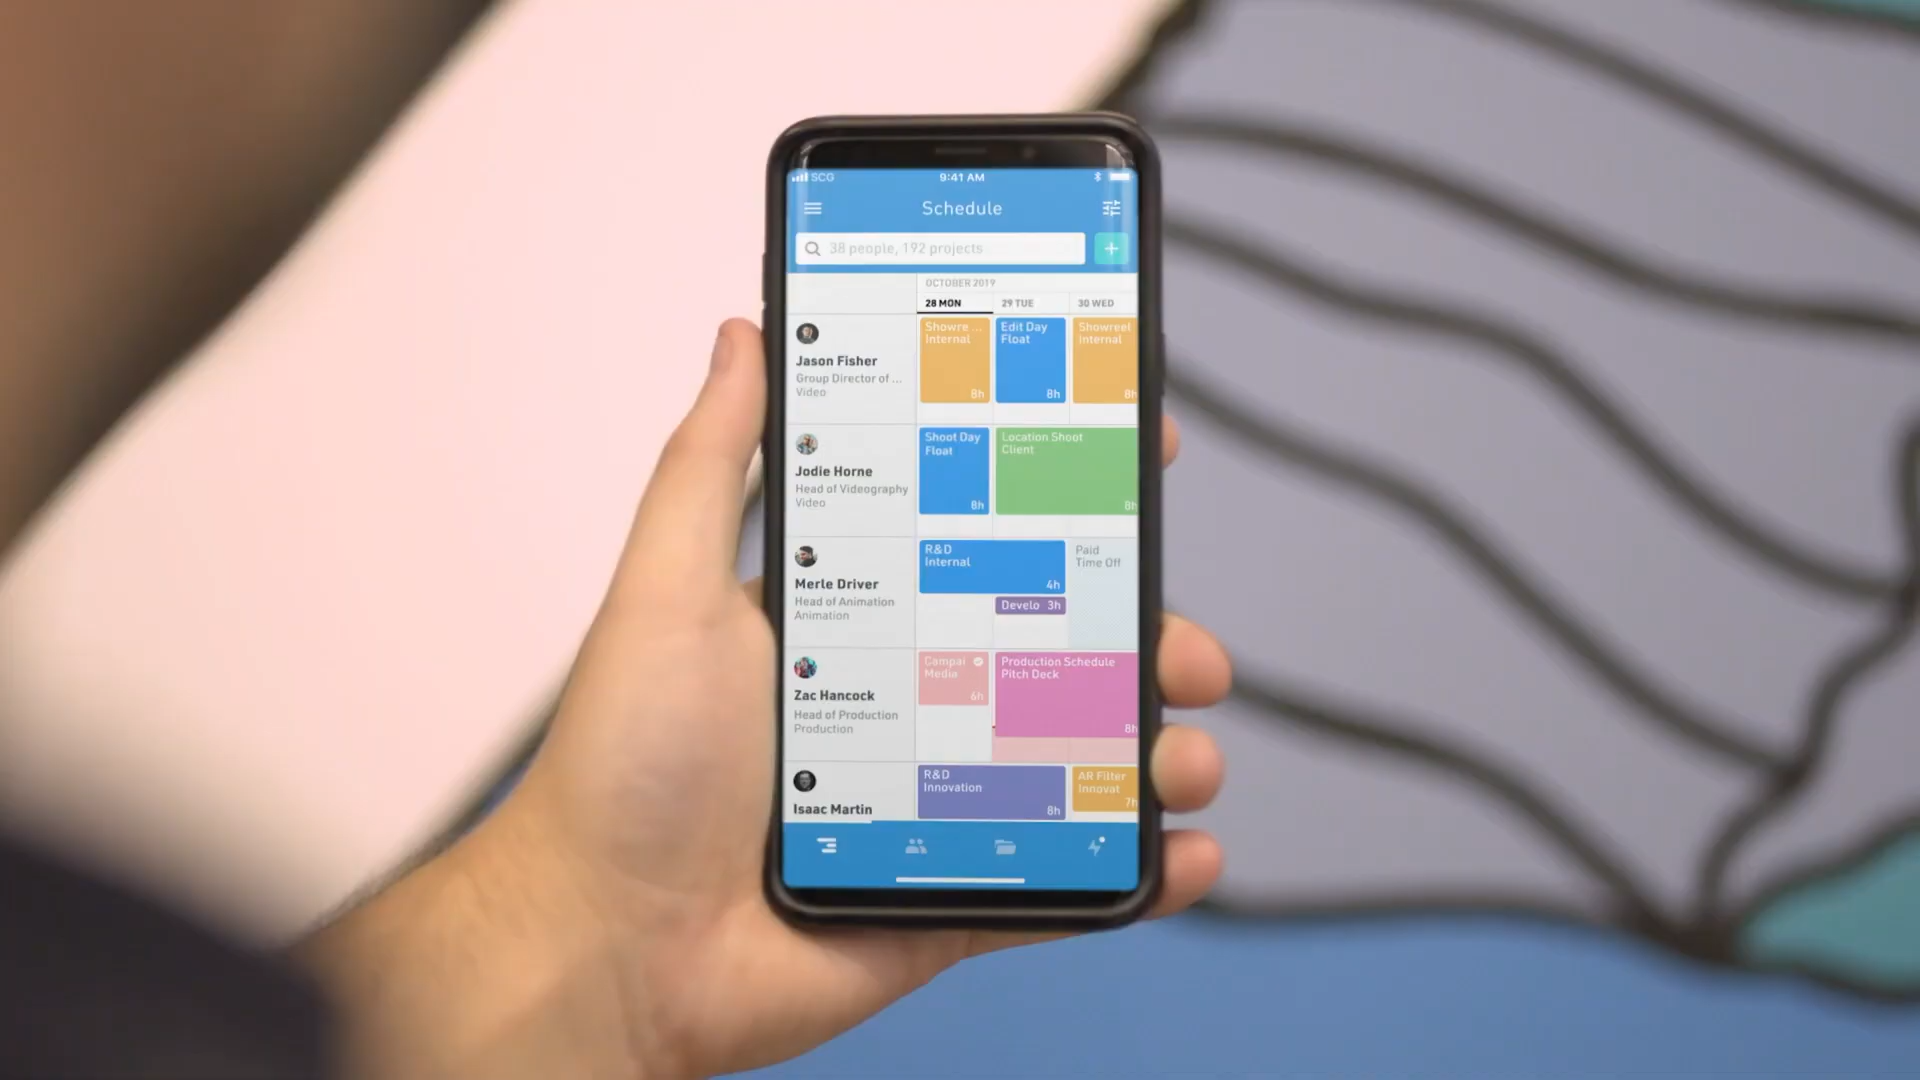 SCG
9:41 AM
Schedule
38 people, 192 projects
OCTOBER 2019
28 MON
29 TUE
30 WED
Jason Fisher
Group Director of ...
Video
Showre ...
Internal
8h
Edit Day
Float
8h
Showreel
Internal
8h
Jodie Horne
Head of Videography
Video
Shoot Day
Float
8h
Location Shoot
Client
8h
Merle Driver
Head of Animation
Animation
R&D
Internal
4h
Develo 3h
Paid
Time Off
Zac Hancock
Head of Production
Production
Campai
Media
6h
Production Schedule
Pitch Deck
8h
Isaac Martin
R&D
Innovation
8h
AR Filter
Innovat
7h